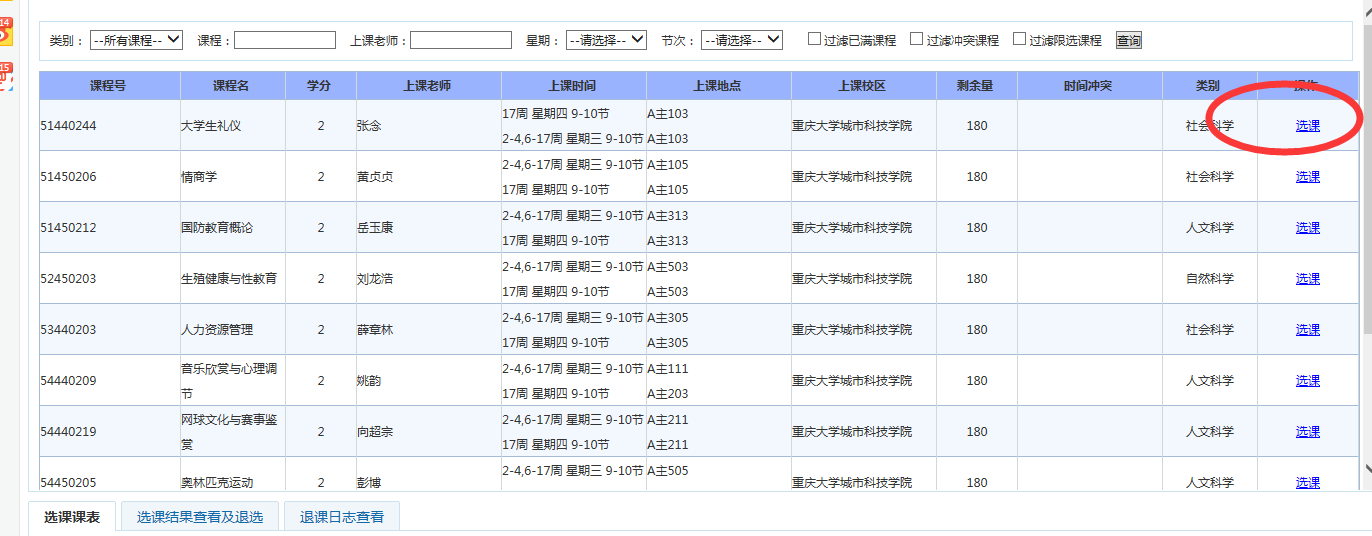 14
15
类别： --所有课程-- 课程： 上课老师： 星期： --请选择-- 节次： --请选择-- 过滤已满课程 过滤冲突课程 过滤限选课程 查询
课程号 课程名 学分 上课老师 上课时间 上课地点 上课校区 剩余量 时间冲突 类别 操作
51440244 大学生礼仪 2 张念 17周 星期四 9-10节 A主103 重庆大学城市科技学院 180 社会科学 选课
2-4,6-17周 星期三 9-10节 A主103
51450206 情商学 2 黄贞贞 2-4,6-17周 星期三 9-10节 A主105 重庆大学城市科技学院 180 社会科学 选课
17周 星期四 9-10节 A主105
51450212 国防教育概论 2 岳玉康 2-4,6-17周 星期三 9-10节 A主313 重庆大学城市科技学院 180 人文科学 选课
17周 星期四 9-10节 A主313
52450203 生殖健康与性教育 2 刘龙浩 2-4,6-17周 星期三 9-10节 A主503 重庆大学城市科技学院 180 自然科学 选课
17周 星期四 9-10节 A主503
53440203 人力资源管理 2 薛章林 2-4,6-17周 星期三 9-10节 A主305 重庆大学城市科技学院 180 社会科学 选课
17周 星期四 9-10节 A主305
54440209 音乐欣赏与心理调 2 姚韵 2-4,6-17周 星期三 9-10节 A主111 重庆大学城市科技学院 180 人文科学 选课
节 17周 星期四 9-10节 A主203
54440219 网球文化与赛事鉴 2 向超宗 2-4,6-17周 星期三 9-10节 A主211 重庆大学城市科技学院 180 人文科学 选课
赏 17周 星期四 9-10节 A主211
54450205 奥林匹克运动 2 彭博 2-4,6-17周 星期三 9-10节 A主505 重庆大学城市科技学院 180 人文科学 选课
选课课表 选课结果查看及退选 退课日志查看